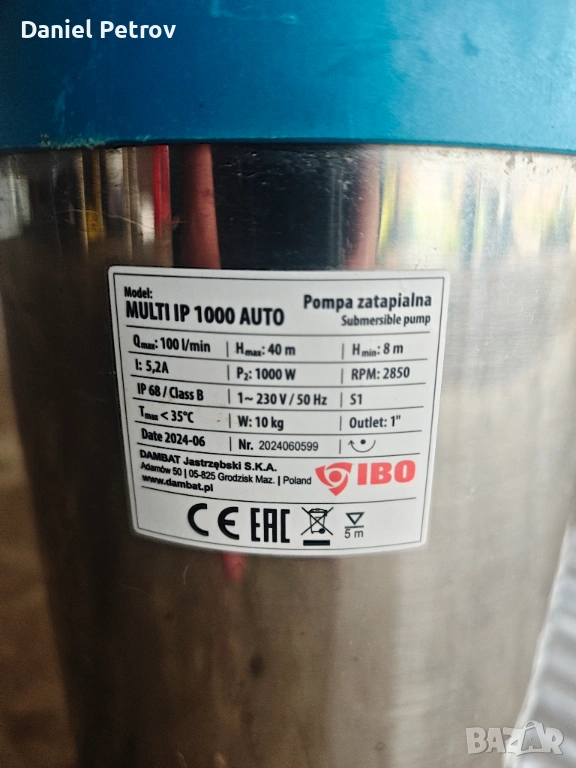 Daniel Petrov
Model:
MULTI IP 1000 AUTO
Pompa zatapialna
Submersible pump
Qmax: 100 l/min | Hmax: 40 m | Hmin: 8 m
I: 5,2A | P2: 1000 W | RPM: 2850
IP 68 / Class B | 1~ 230 V / 50 Hz | S1
Tmax < 35°C | W: 10 kg | Outlet: 1"
Date 2024-06 | Nr. 2024060599
DAMBAT Jastrzębski S.K.A.
Adamów 50 | 05-825 Grodzisk Maz. | Poland
www.dambat.pl
IBO
CE EAC
5 m
BAZAR